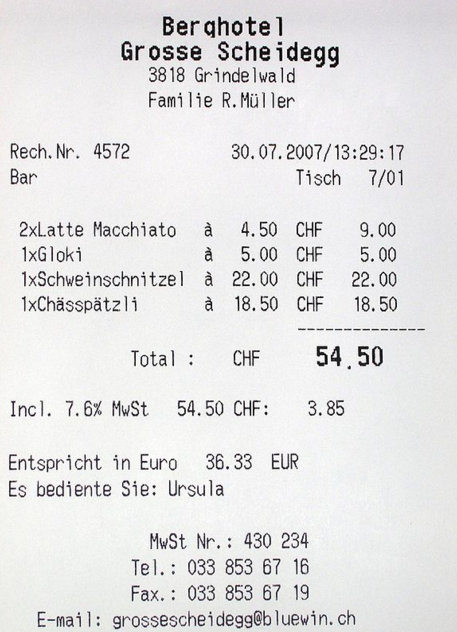 Berghotel
Grosse Scheidegg
3818 Grindelwald
Familie R.Müller
Rech.Nr. 4572 30.07.2007/13:29:17
Bar Tisch 7/01
2xLatte Macchiato à 4.50 CHF 9.00
1xGloki à 5.00 CHF 5.00
1xSchweinschnitzel à 22.00 CHF 22.00
1xChässpätzli à 18.50 CHF 18.50
--------------
Total : CHF 54.50
Incl. 7.6% MwSt 54.50 CHF: 3.85
Entspricht in Euro 36.33 EUR
Es bediente Sie: Ursula
MwSt Nr.: 430 234
Tel.: 033 853 67 16
Fax.: 033 853 67 19
E-mail: grossescheidegg@bluewin.ch